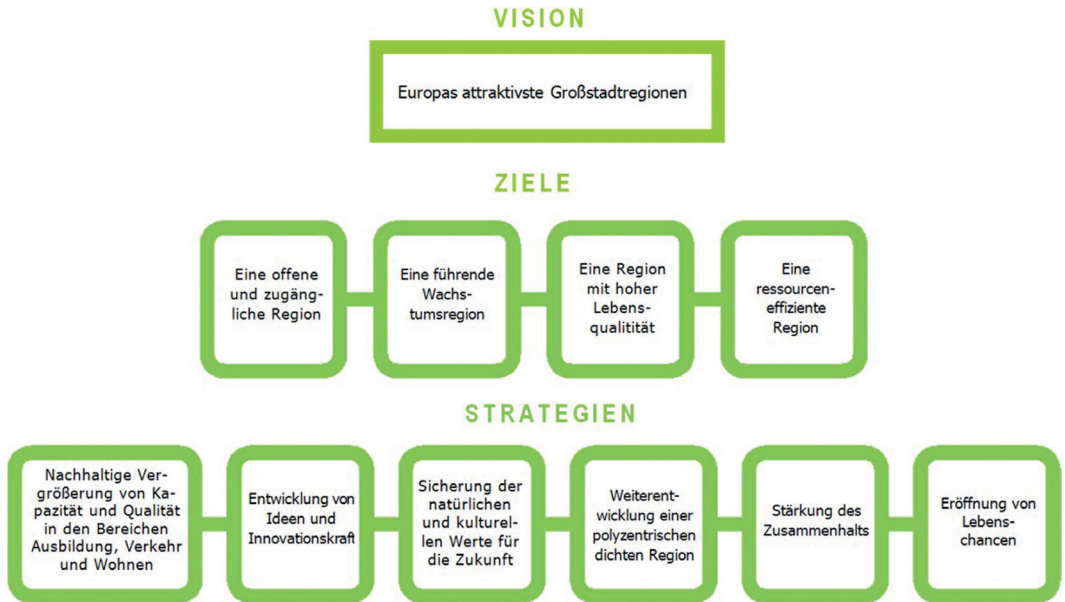 VISION
Europas attraktivste Großstadtregionen
ZIELE
Eine offene
und zugäng-
liche Region
Eine führende
Wachs-
tumsregion
Eine Region
mit hoher
Lebens-
qualitität
Eine
ressourcen-
effiziente
Region
STRATEGIEN
Nachhaltige Ver-
größerung von Ka-
pazität und Qualität
in den Bereichen
Ausbildung, Verkehr
und Wohnen
Entwicklung von
Ideen und
Innovationskraft
Sicherung der
natürlichen
und kulturel-
len Werte für
die Zukunft
Weiterent-
wicklung einer
polyzentrischen
dichten Region
Stärkung des
Zusammenhalts
Eröffnung von
Lebens-
chancen